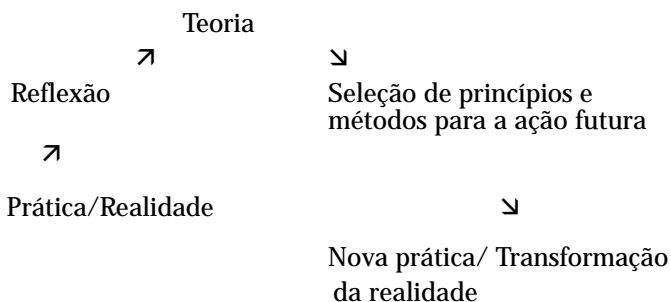 Teoria
Reflexão
Seleção de princípios e
métodos para a ação futura
Prática/Realidade
Nova prática/ Transformação
da realidade